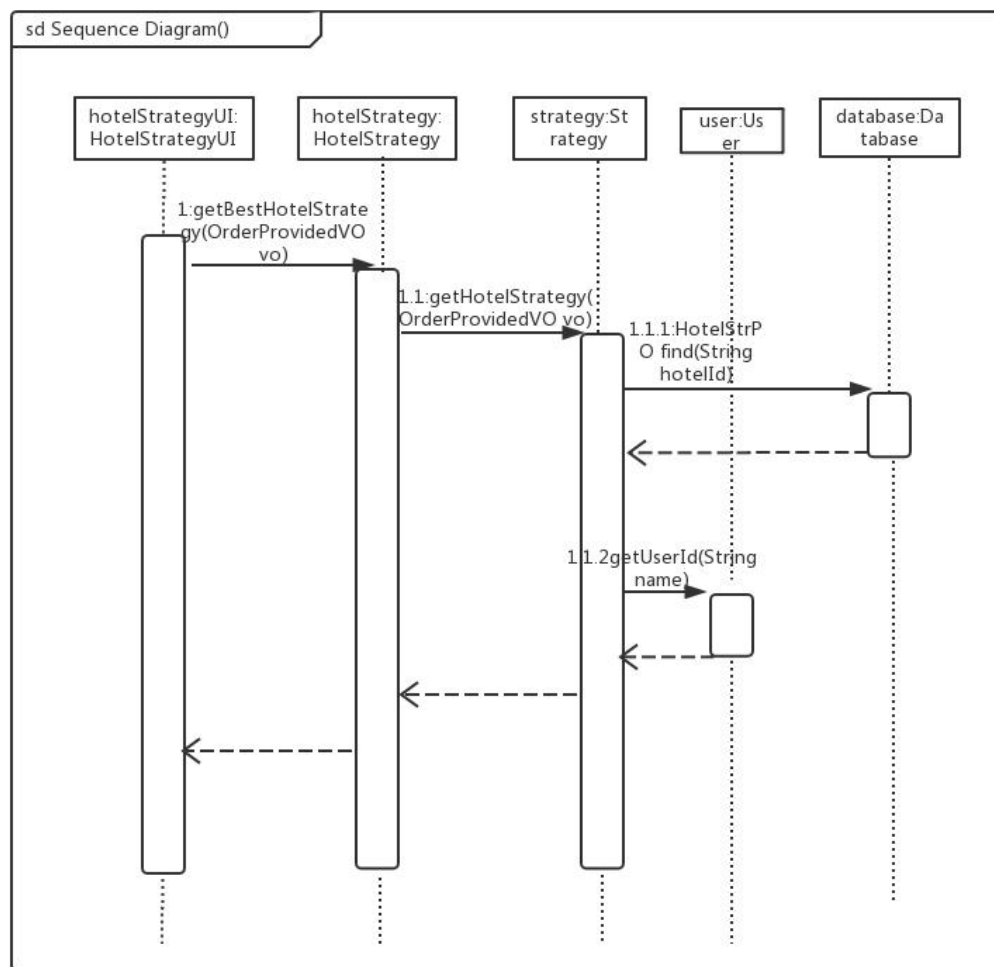 sd Sequence Diagram()
hotelStrategyUI:
HotelStrategyUI
hotelStrategy:
HotelStrategy
strategy:St
rategy
user:Us
er
database:Da
tabase
1:getBestHotelStrate
gy(OrderProvidedVO
vo)
1.1:getHotelStrategy(
OrderProvidedVO vo)
1.1.1:HotelStrP
O find(String
hotelId)
1.1.2getUserId(String
name)